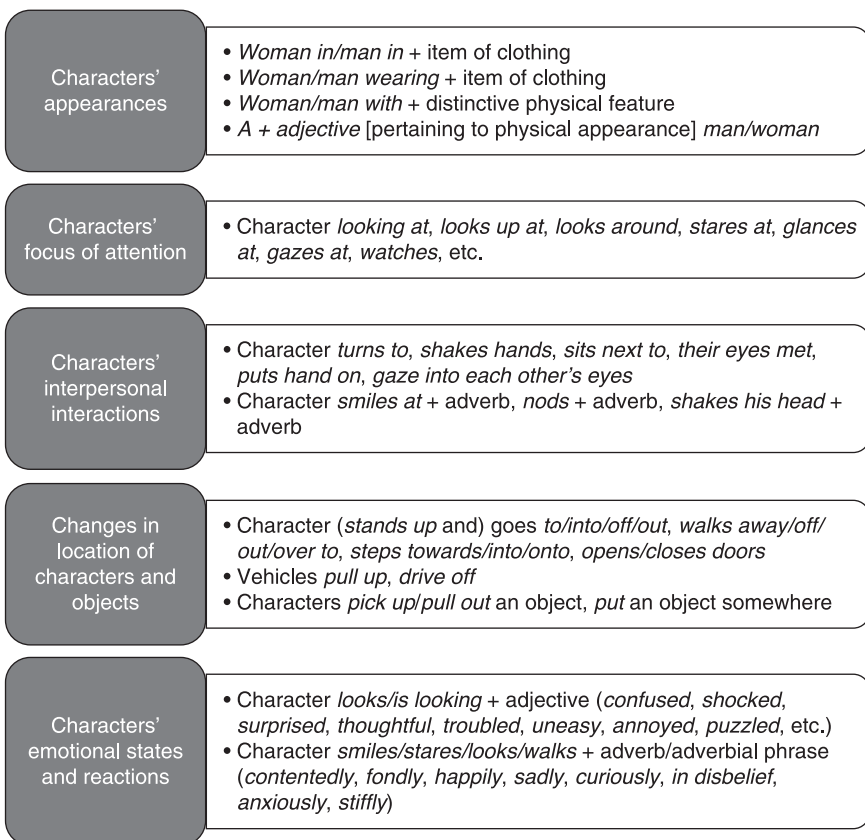 Characters'
appearances
• Woman in/man in + item of clothing
• Woman/man wearing + item of clothing
• Woman/man with + distinctive physical feature
• A + adjective [pertaining to physical appearance] man/woman
Characters'
focus of attention
• Character looking at, looks up at, looks around, stares at, glances
at, gazes at, watches, etc.
Characters'
interpersonal
interactions
• Character turns to, shakes hands, sits next to, their eyes met,
puts hand on, gaze into each other's eyes
• Character smiles at + adverb, nods + adverb, shakes his head +
adverb
Changes in
location of
characters and
objects
• Character (stands up and) goes to/into/off/out, walks away/off/
out/over to, steps towards/into/onto, opens/closes doors
• Vehicles pull up, drive off
• Characters pick up/pull out an object, put an object somewhere
Characters'
emotional states
and reactions
• Character looks/is looking + adjective (confused, shocked,
surprised, thoughtful, troubled, uneasy, annoyed, puzzled, etc.)
• Character smiles/stares/looks/walks + adverb/adverbial phrase
(contentedly, fondly, happily, sadly, curiously, in disbelief,
anxiously, stiffly)